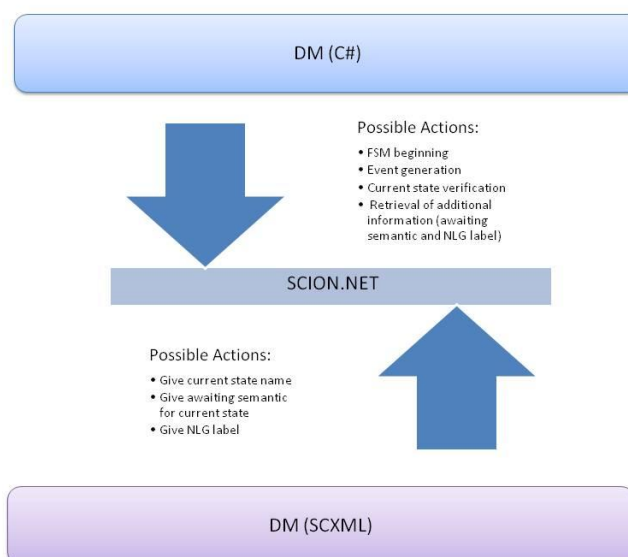 DM (C#)
Possible Actions:
• FSM beginning
• Event generation
• Current state verification
• Retrieval of additional
information (awaiting
semantic and NLG label)
SCION.NET
Possible Actions:
• Give current state name
• Give awaiting semantic
for current state
• Give NLG label
DM (SCXML)